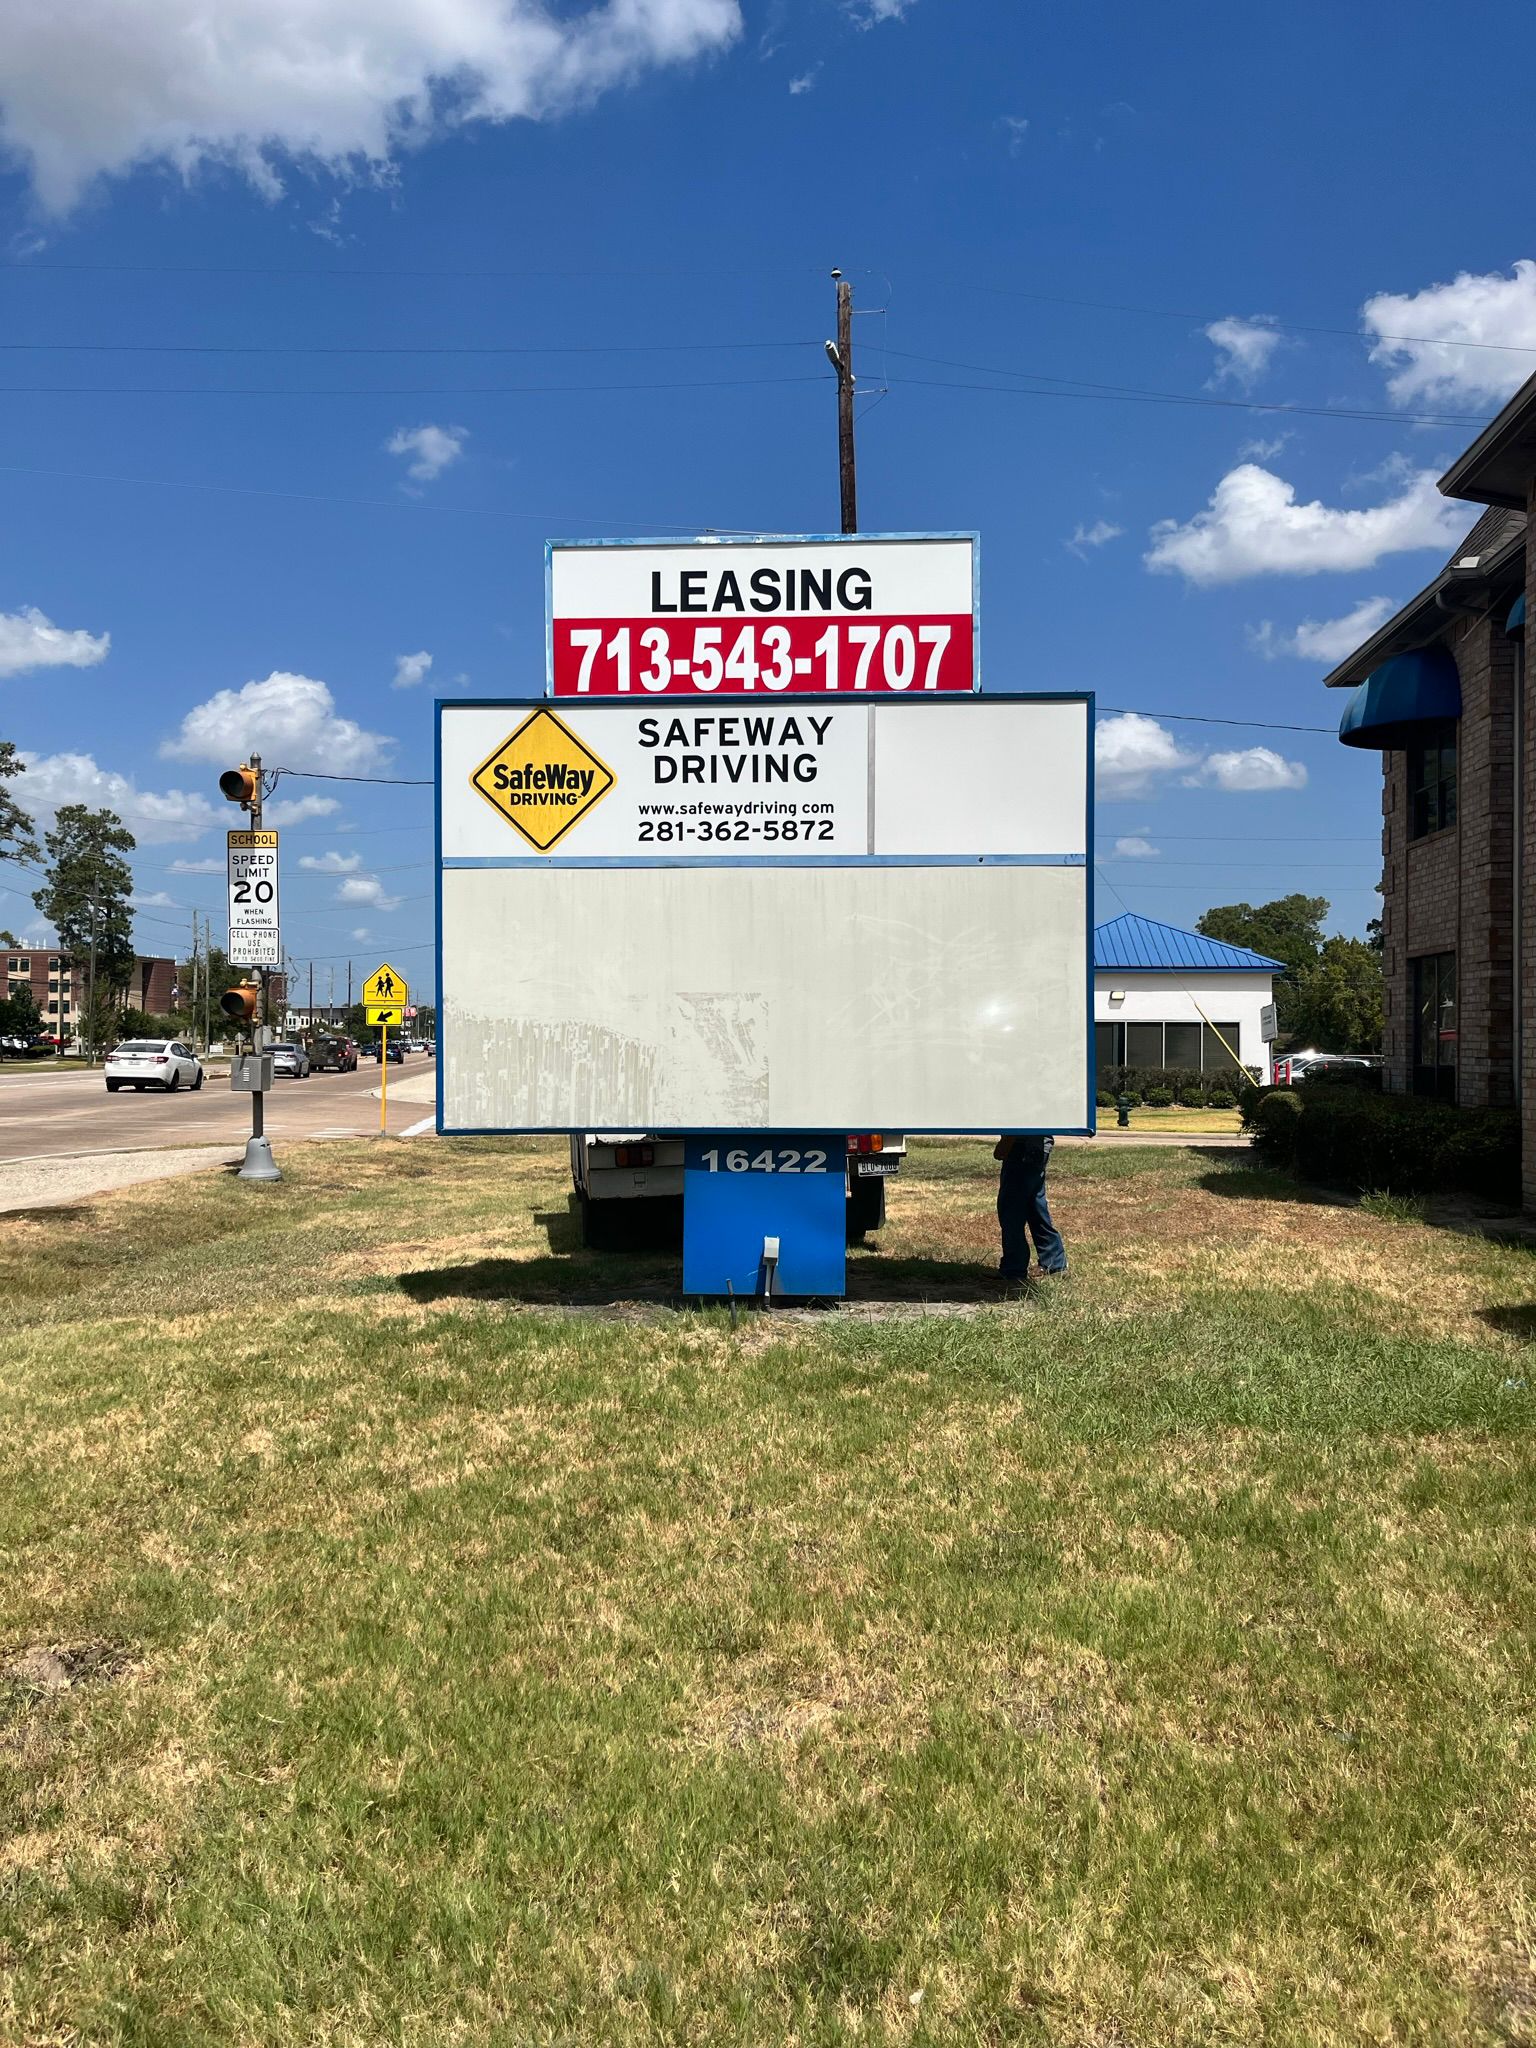 LEASING
713-543-1707
SafeWay
DRIVING
SAFEWAY
DRIVING
www.safewaydriving com
281-362-5872
SCHOOL
SPEED
LIMIT
20
WHEN
FLASHING
CELL PHONE
USE
PROHIBITED
16422